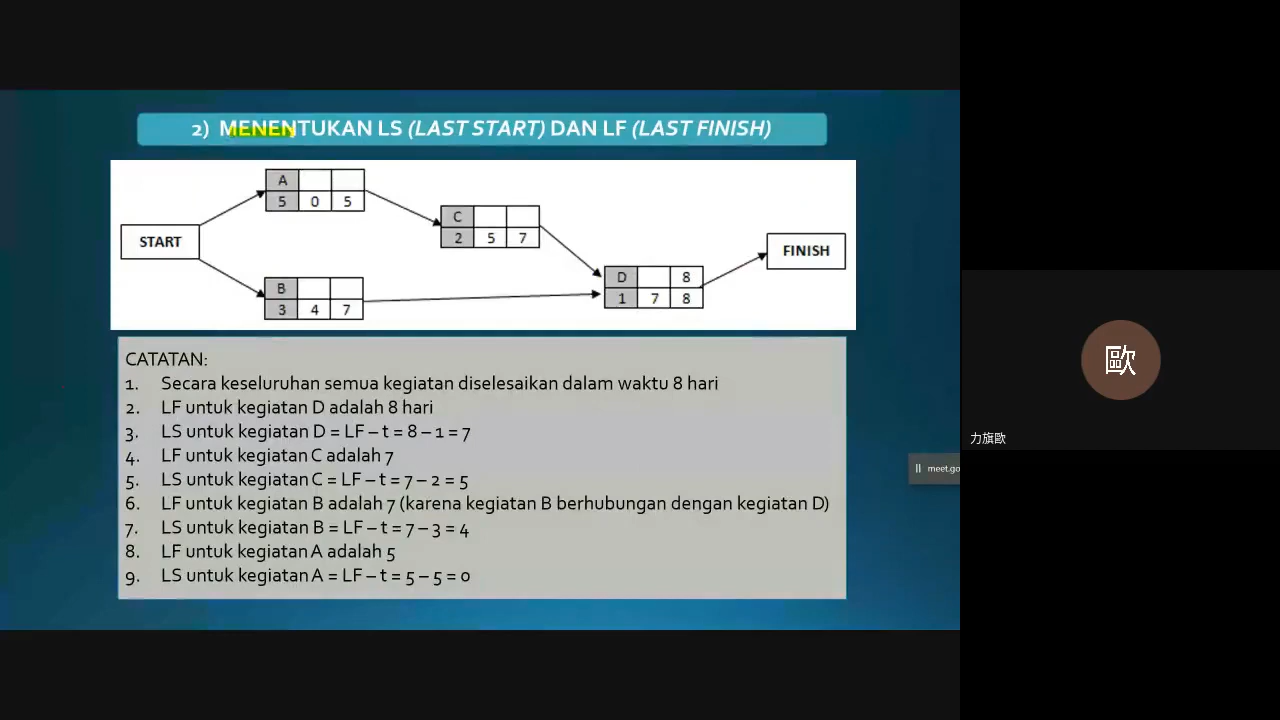 2) MENENTUKAN LS (LAST START) DAN LF (LAST FINISH)
A
5 0 5
C
2 5 7
START
FINISH
B
3 4 7
D 8
1 7 8
CATATAN:
1. Secara keseluruhan semua kegiatan diselesaikan dalam waktu 8 hari
2. LF untuk kegiatan D adalah 8 hari
3. LS untuk kegiatan D = LF – t = 8 – 1 = 7
4. LF untuk kegiatan C adalah 7
5. LS untuk kegiatan C = LF – t = 7 – 2 = 5
6. LF untuk kegiatan B adalah 7 (karena kegiatan B berhubungan dengan kegiatan D)
7. LS untuk kegiatan B = LF – t = 7 – 3 = 4
8. LF untuk kegiatan A adalah 5
9. LS untuk kegiatan A = LF – t = 5 – 5 = 0
歐
力旗歐
meet.go